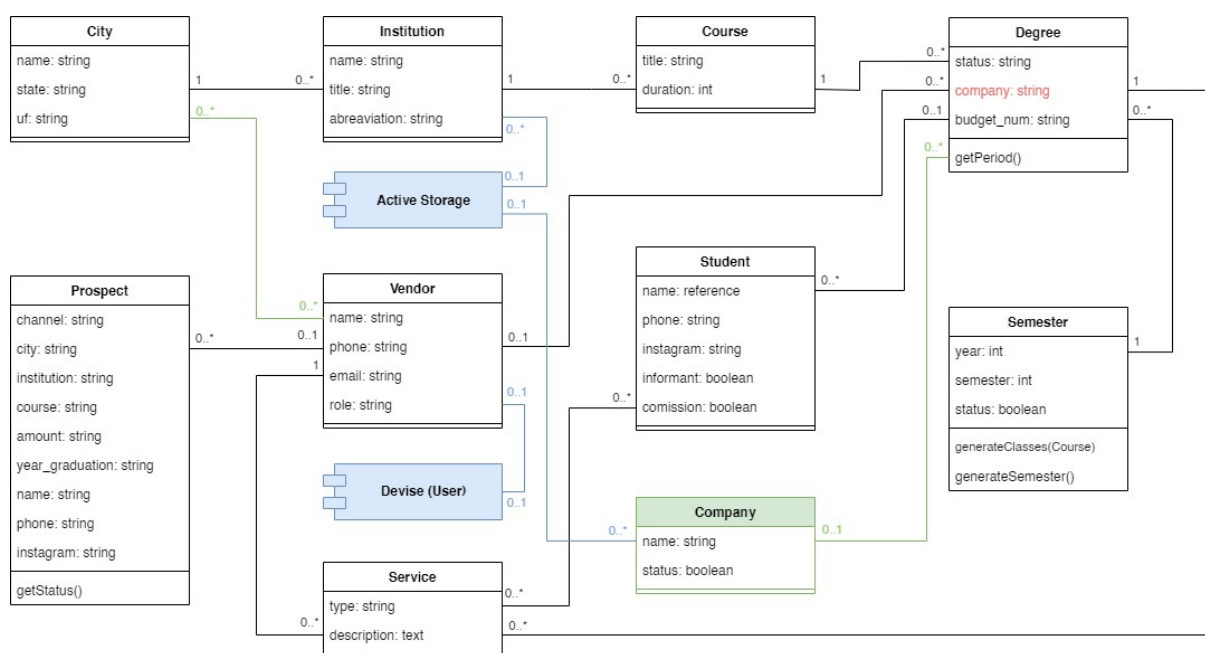 City
name: string
state: string
uf: string
1
0..*
0..*
Institution
name: string
title: string
abreaviation: string
1
0..*
0..*
Course
title: string
duration: int
1
0..*
0..*
0..1
0..*
Degree
status: string
company: string
budget_num: string
getPeriod()
1
0..*
Active Storage
0..1
0..1
Prospect
channel: string
city: string
institution: string
course: string
amount: string
year_graduation: string
name: string
phone: string
instagram: string
getStatus()
0..*
0..*
0..1
1
Vendor
name: string
phone: string
email: string
role: string
0..1
0..1
Student
name: reference
phone: string
instagram: string
informant: boolean
comission: boolean
0..*
0..*
Semester
year: int
semester: int
status: boolean
generateClasses(Course)
generateSemester()
1
Devise (User)
0..1
Company
name: string
status: boolean
0..*
0..1
Service
type: string
description: text
0..*
0..*
0..*